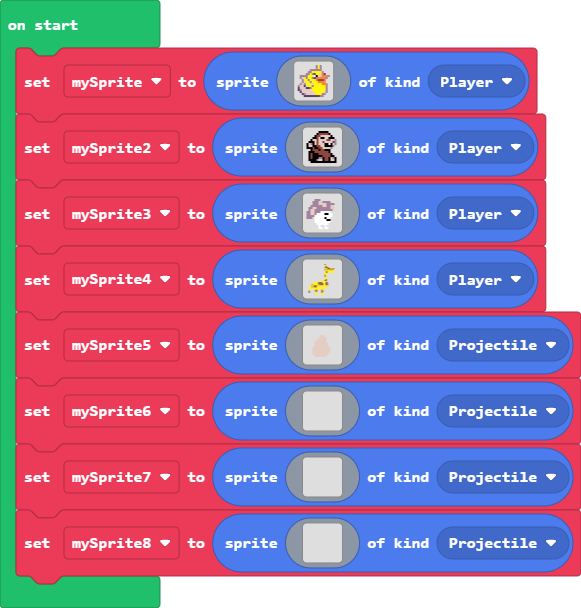 on start
set mySprite to sprite of kind Player
set mySprite2 to sprite of kind Player
set mySprite3 to sprite of kind Player
set mySprite4 to sprite of kind Player
set mySprite5 to sprite of kind Projectile
set mySprite6 to sprite of kind Projectile
set mySprite7 to sprite of kind Projectile
set mySprite8 to sprite of kind Projectile